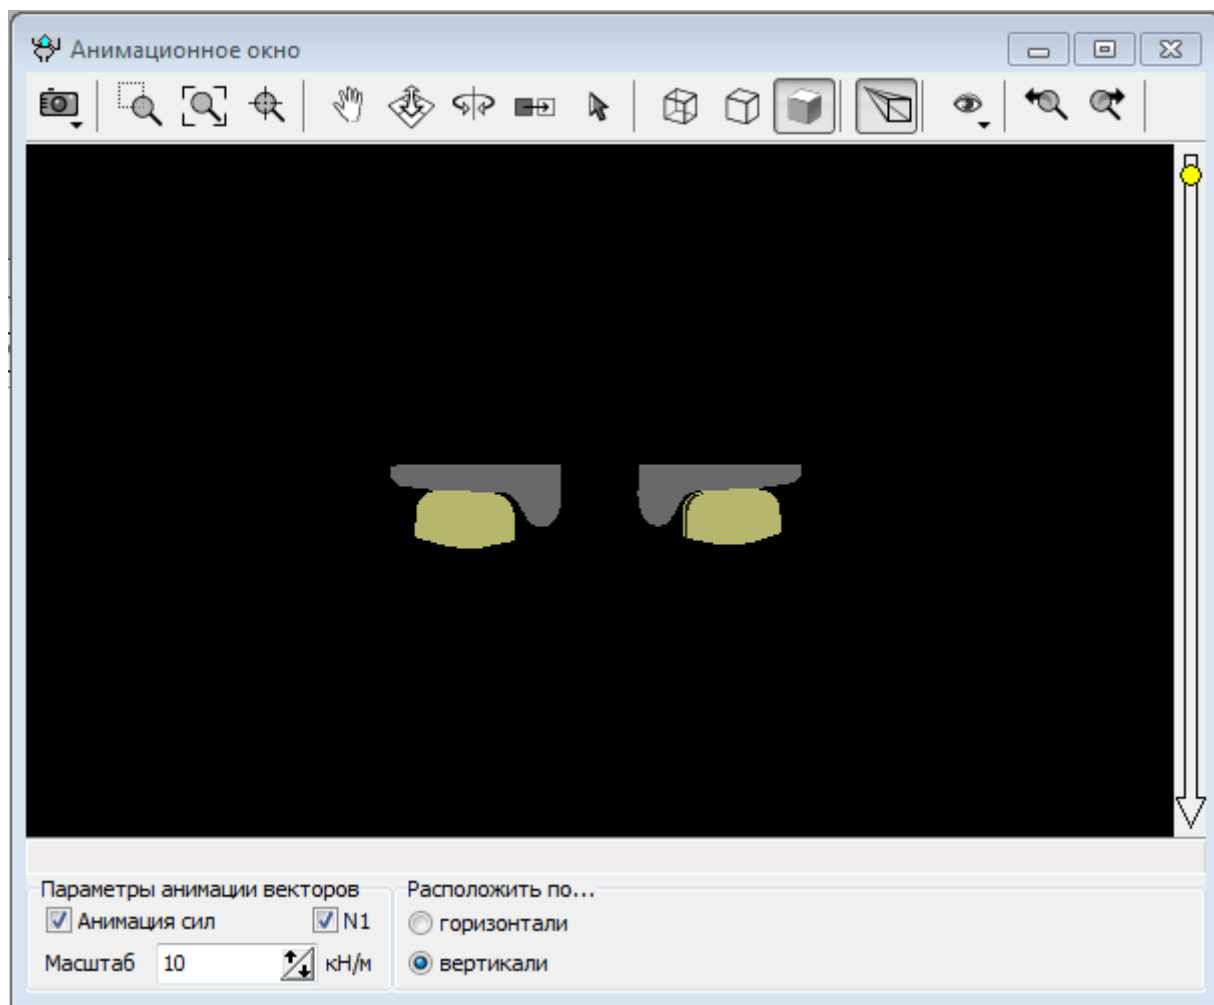 Анимационное окно
Параметры анимации векторов
Анимация сил N1
Масштаб 10 кН/м
Расположить по...
горизонтали
вертикали